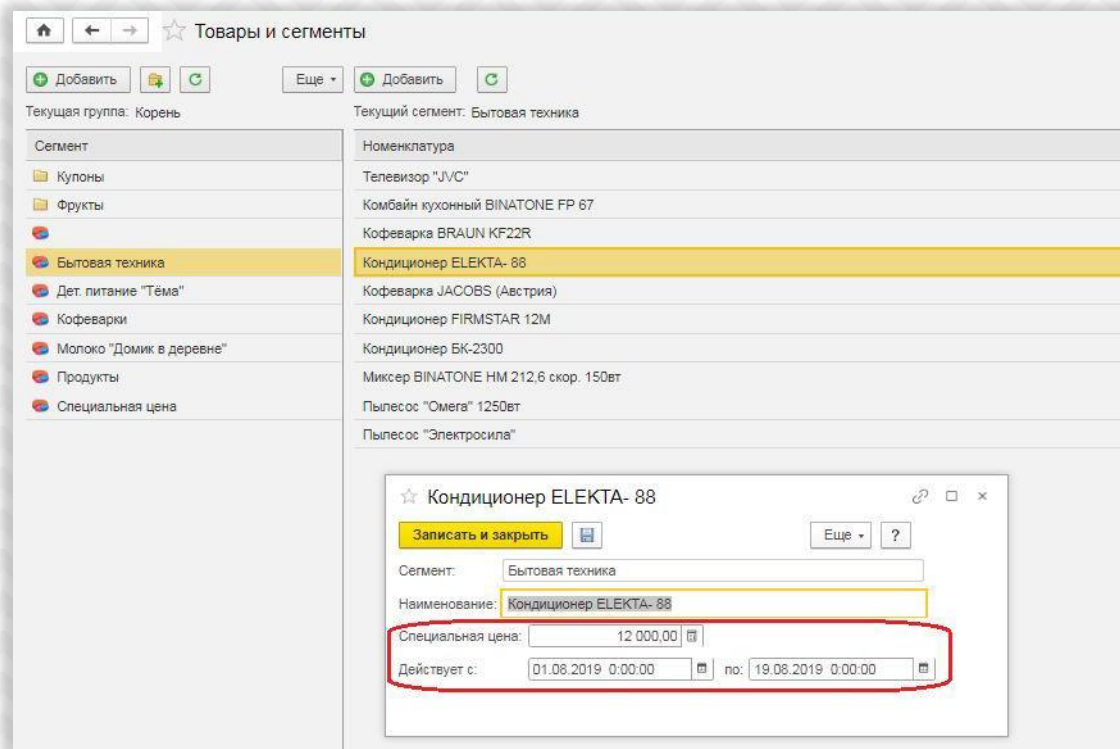 Товары и сегменты
Добавить Еще Добавить
Текущая группа: Корень Текущий сегмент: Бытовая техника
Сегмент Номенклатура
Купоны Телевизор "JVC"
Фрукты Комбайн кухонный BINATONE FP 67
Кофеварка BRAUN KF22R
Бытовая техника Кондиционер ELEKTA- 88
Дет. питание "Тёма" Кофеварка JACOBS (Австрия)
Кофеварки Кондиционер FIRMSTAR 12M
Молоко "Домик в деревне" Кондиционер БК-2300
Продукты Миксер BINATONE HM 212,6 скор. 150вт
Специальная цена Пылесос "Омега" 1250вт
Пылесос "Электросила"
Кондиционер ELEKTA- 88
Записать и закрыть Еще ?
Сегмент: Бытовая техника
Наименование: Кондиционер ELEKTA- 88
Специальная цена: 12 000,00
Действует с: 01.08.2019 0:00:00 по: 19.08.2019 0:00:00